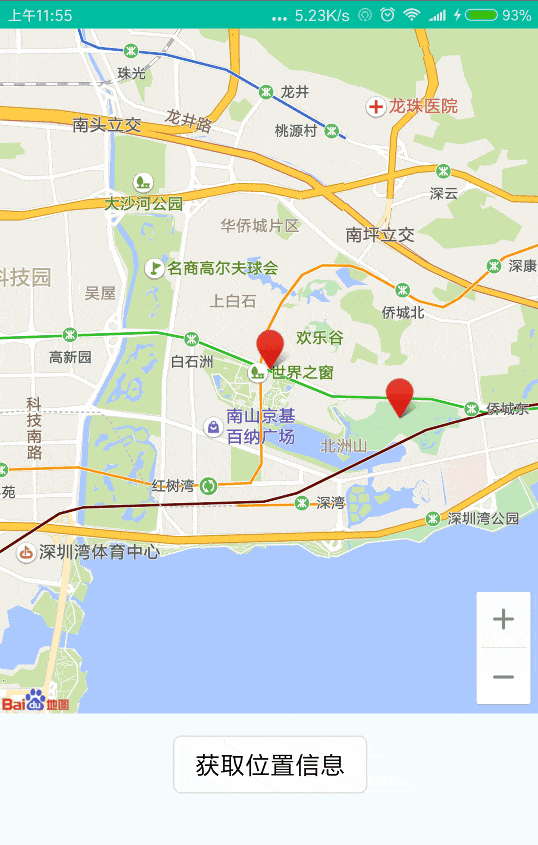 上午11:55 ... 5.23K/s 93%
珠光
龙井
龙珠医院
龙井路
南头立交
桃源村
深云
大沙河公园
华侨城片区
南坪立交
名商高尔夫球会
深康
科技园
吴屋
上白石
侨城北
欢乐谷
高新园
白石洲
世界之窗
科技南路
南山京基
百纳广场
侨城东
北洲山
苑
红树湾
深湾
深圳湾公园
深圳湾体育中心
+
−
Bai du 地图
获取位置信息